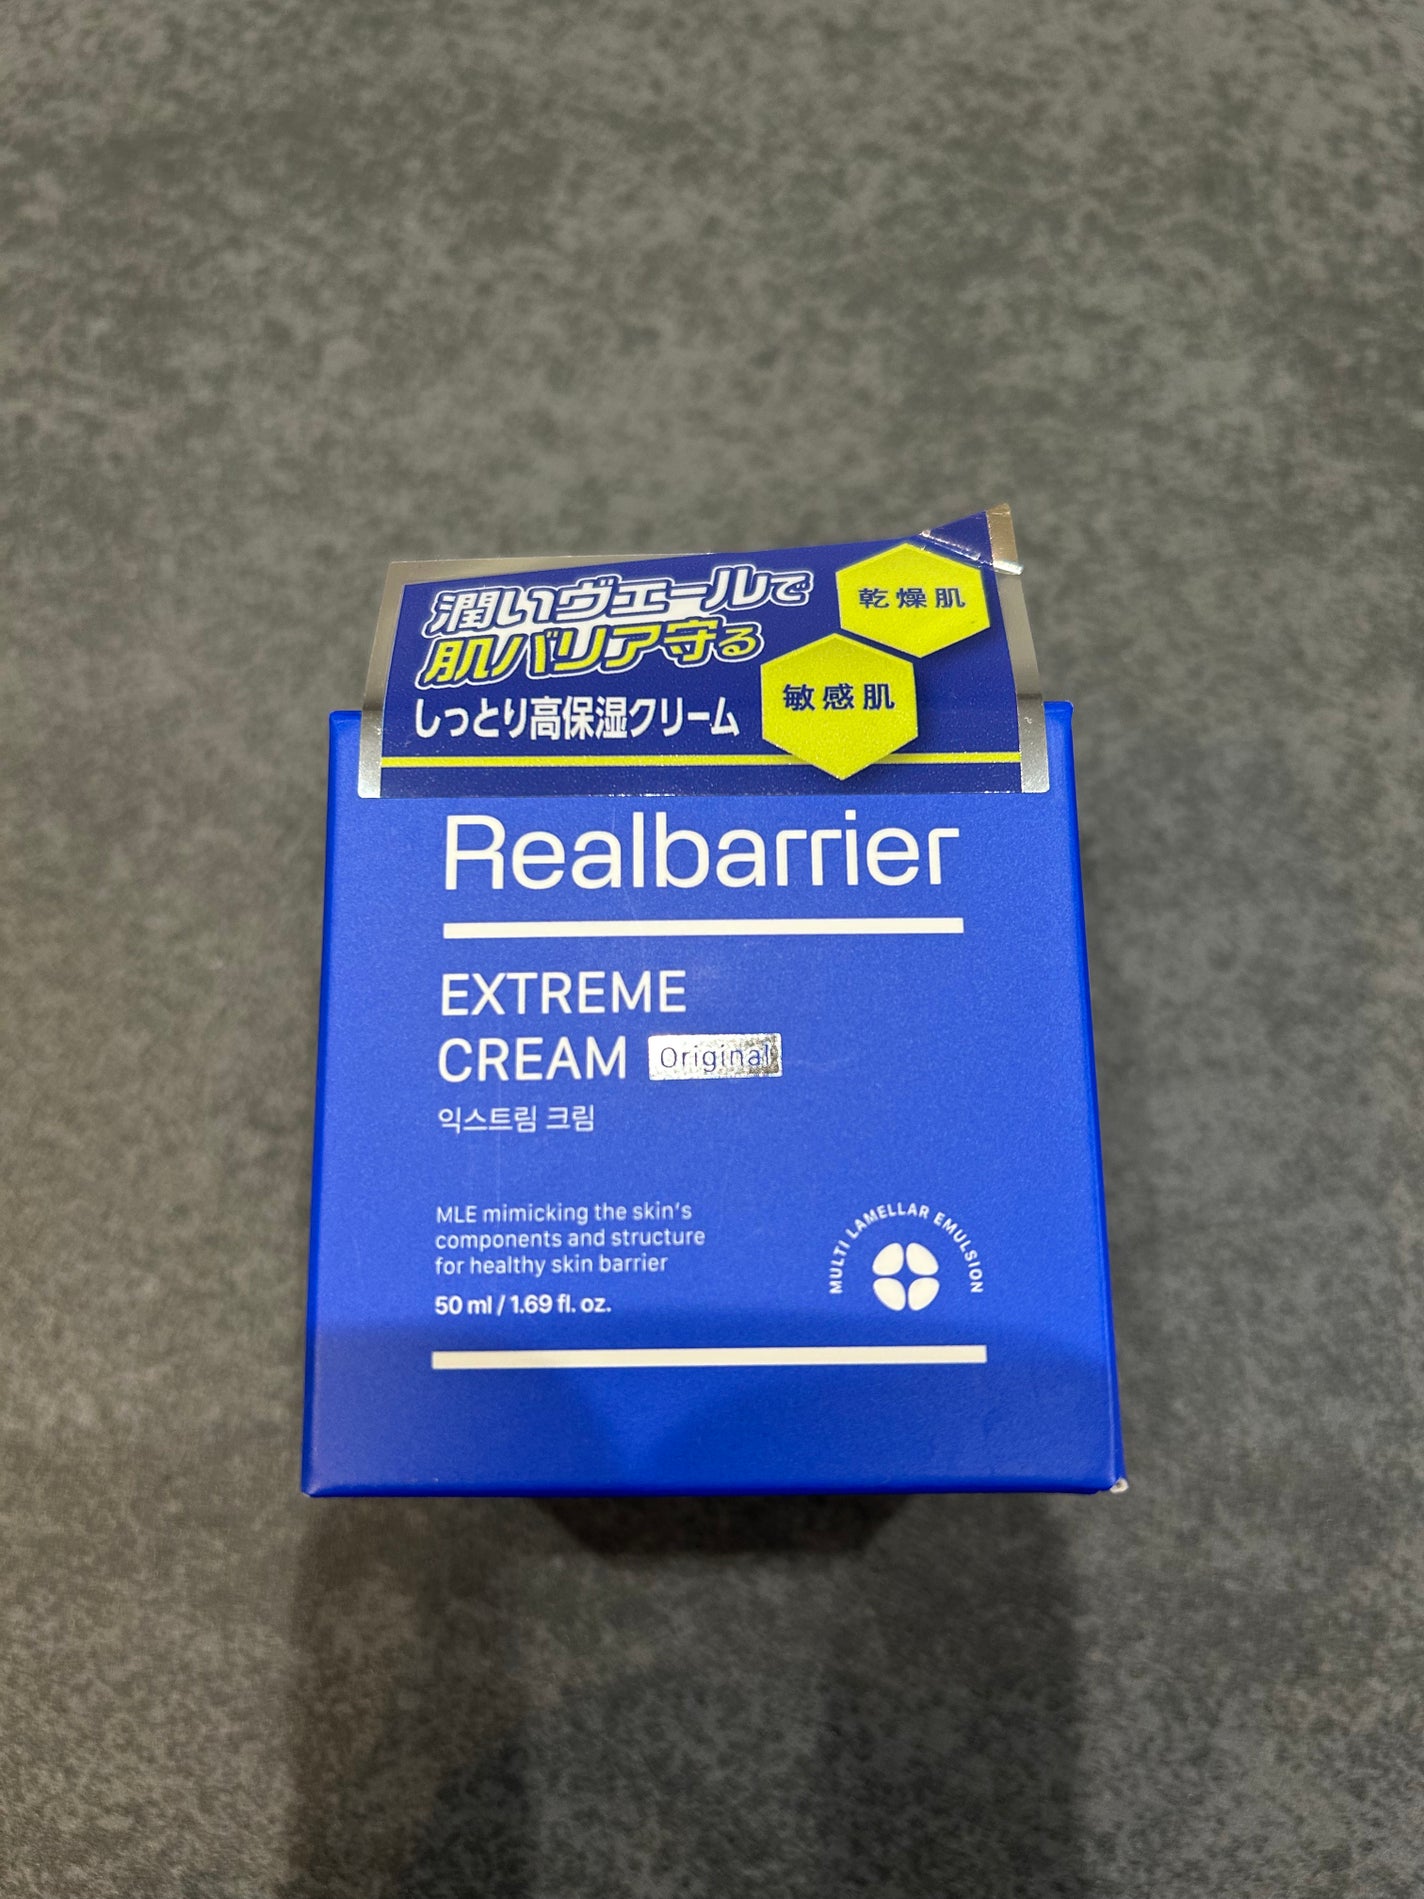 潤いヴェールで
肌バリア守る
しっとり高保湿クリーム
乾燥肌
敏感肌
Realbarrier
EXTREME
CREAM Original
익스트림 크림
MLE mimicking the skin's
components and structure
for healthy skin barrier
50 ml / 1.69 fl. oz.
MULTI LAMELLAR EMULSION